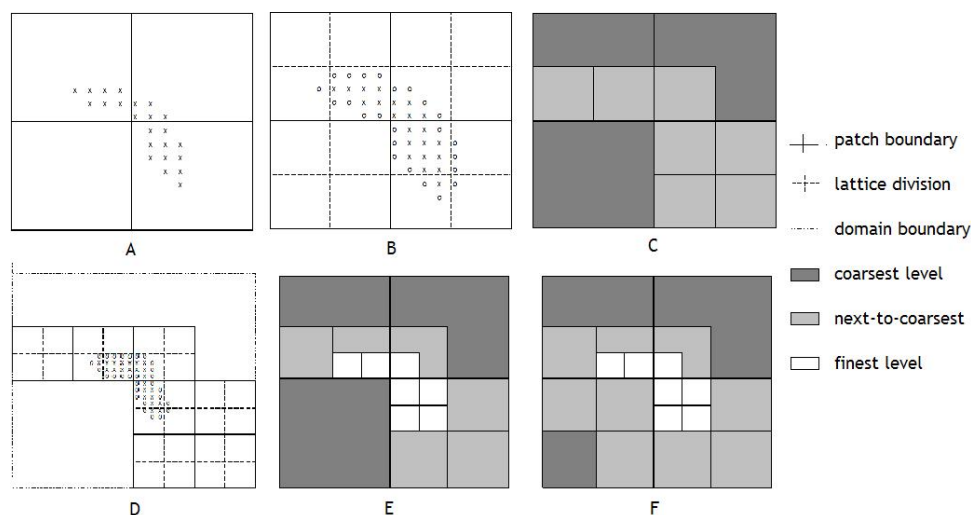 A
B
C
patch boundary
lattice division
domain boundary
coarsest level
next-to-coarsest
finest level
D
E
F